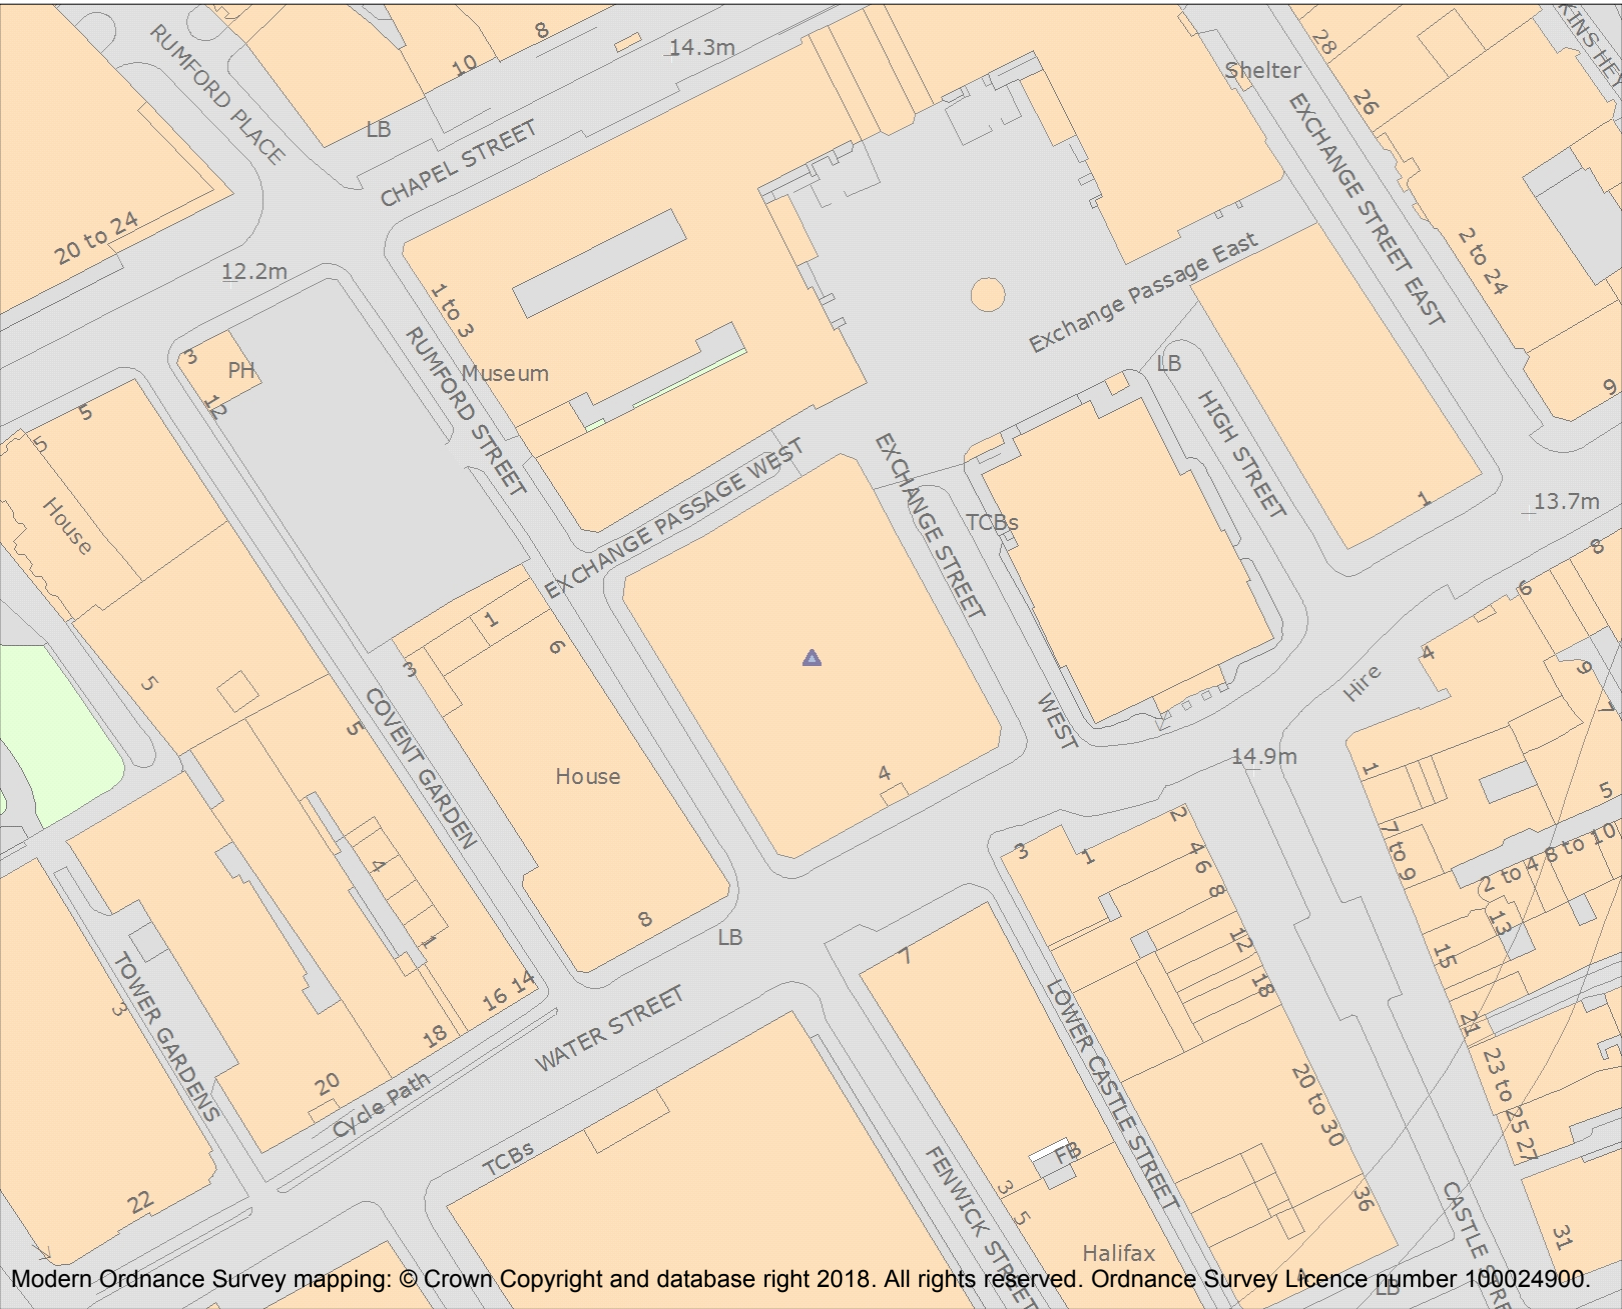 RUMFORD PLACE
10
8
14.3m
LB
CHAPEL STREET
Shelter
28
26
KINS HEY
EXCHANGE STREET EAST
20 to 24
12.2m
1 to 3
2 to 24
Exchange Passage East
RUMFORD STREET
Museum
3
PH
12
LB
9
5
5
House
HIGH STREET
EXCHANGE PASSAGE WEST
EXCHANGE STREET
WEST
TCBs
1
13.7m
8
6
1
3
6
4
Hire
9
7
5
5
COVENT GARDEN
House
4
14.9m
1
5
7 to 9
2 to 4
8 to 10
13
15
21
23 to 25
27
31
4
1
8
LB
3
1
2
4
6
8
12
18
20 to 30
36
7
LOWER CASTLE STREET
TOWER GARDENS
3
16
14
18
20
Cycle Path
WATER STREET
TCBs
22
FENWICK STREET
3
5
FB
Halifax
CASTLE STRE
LB
Modern Ordnance Survey mapping: © Crown Copyright and database right 2018. All rights reserved. Ordnance Survey Licence number 100024900.